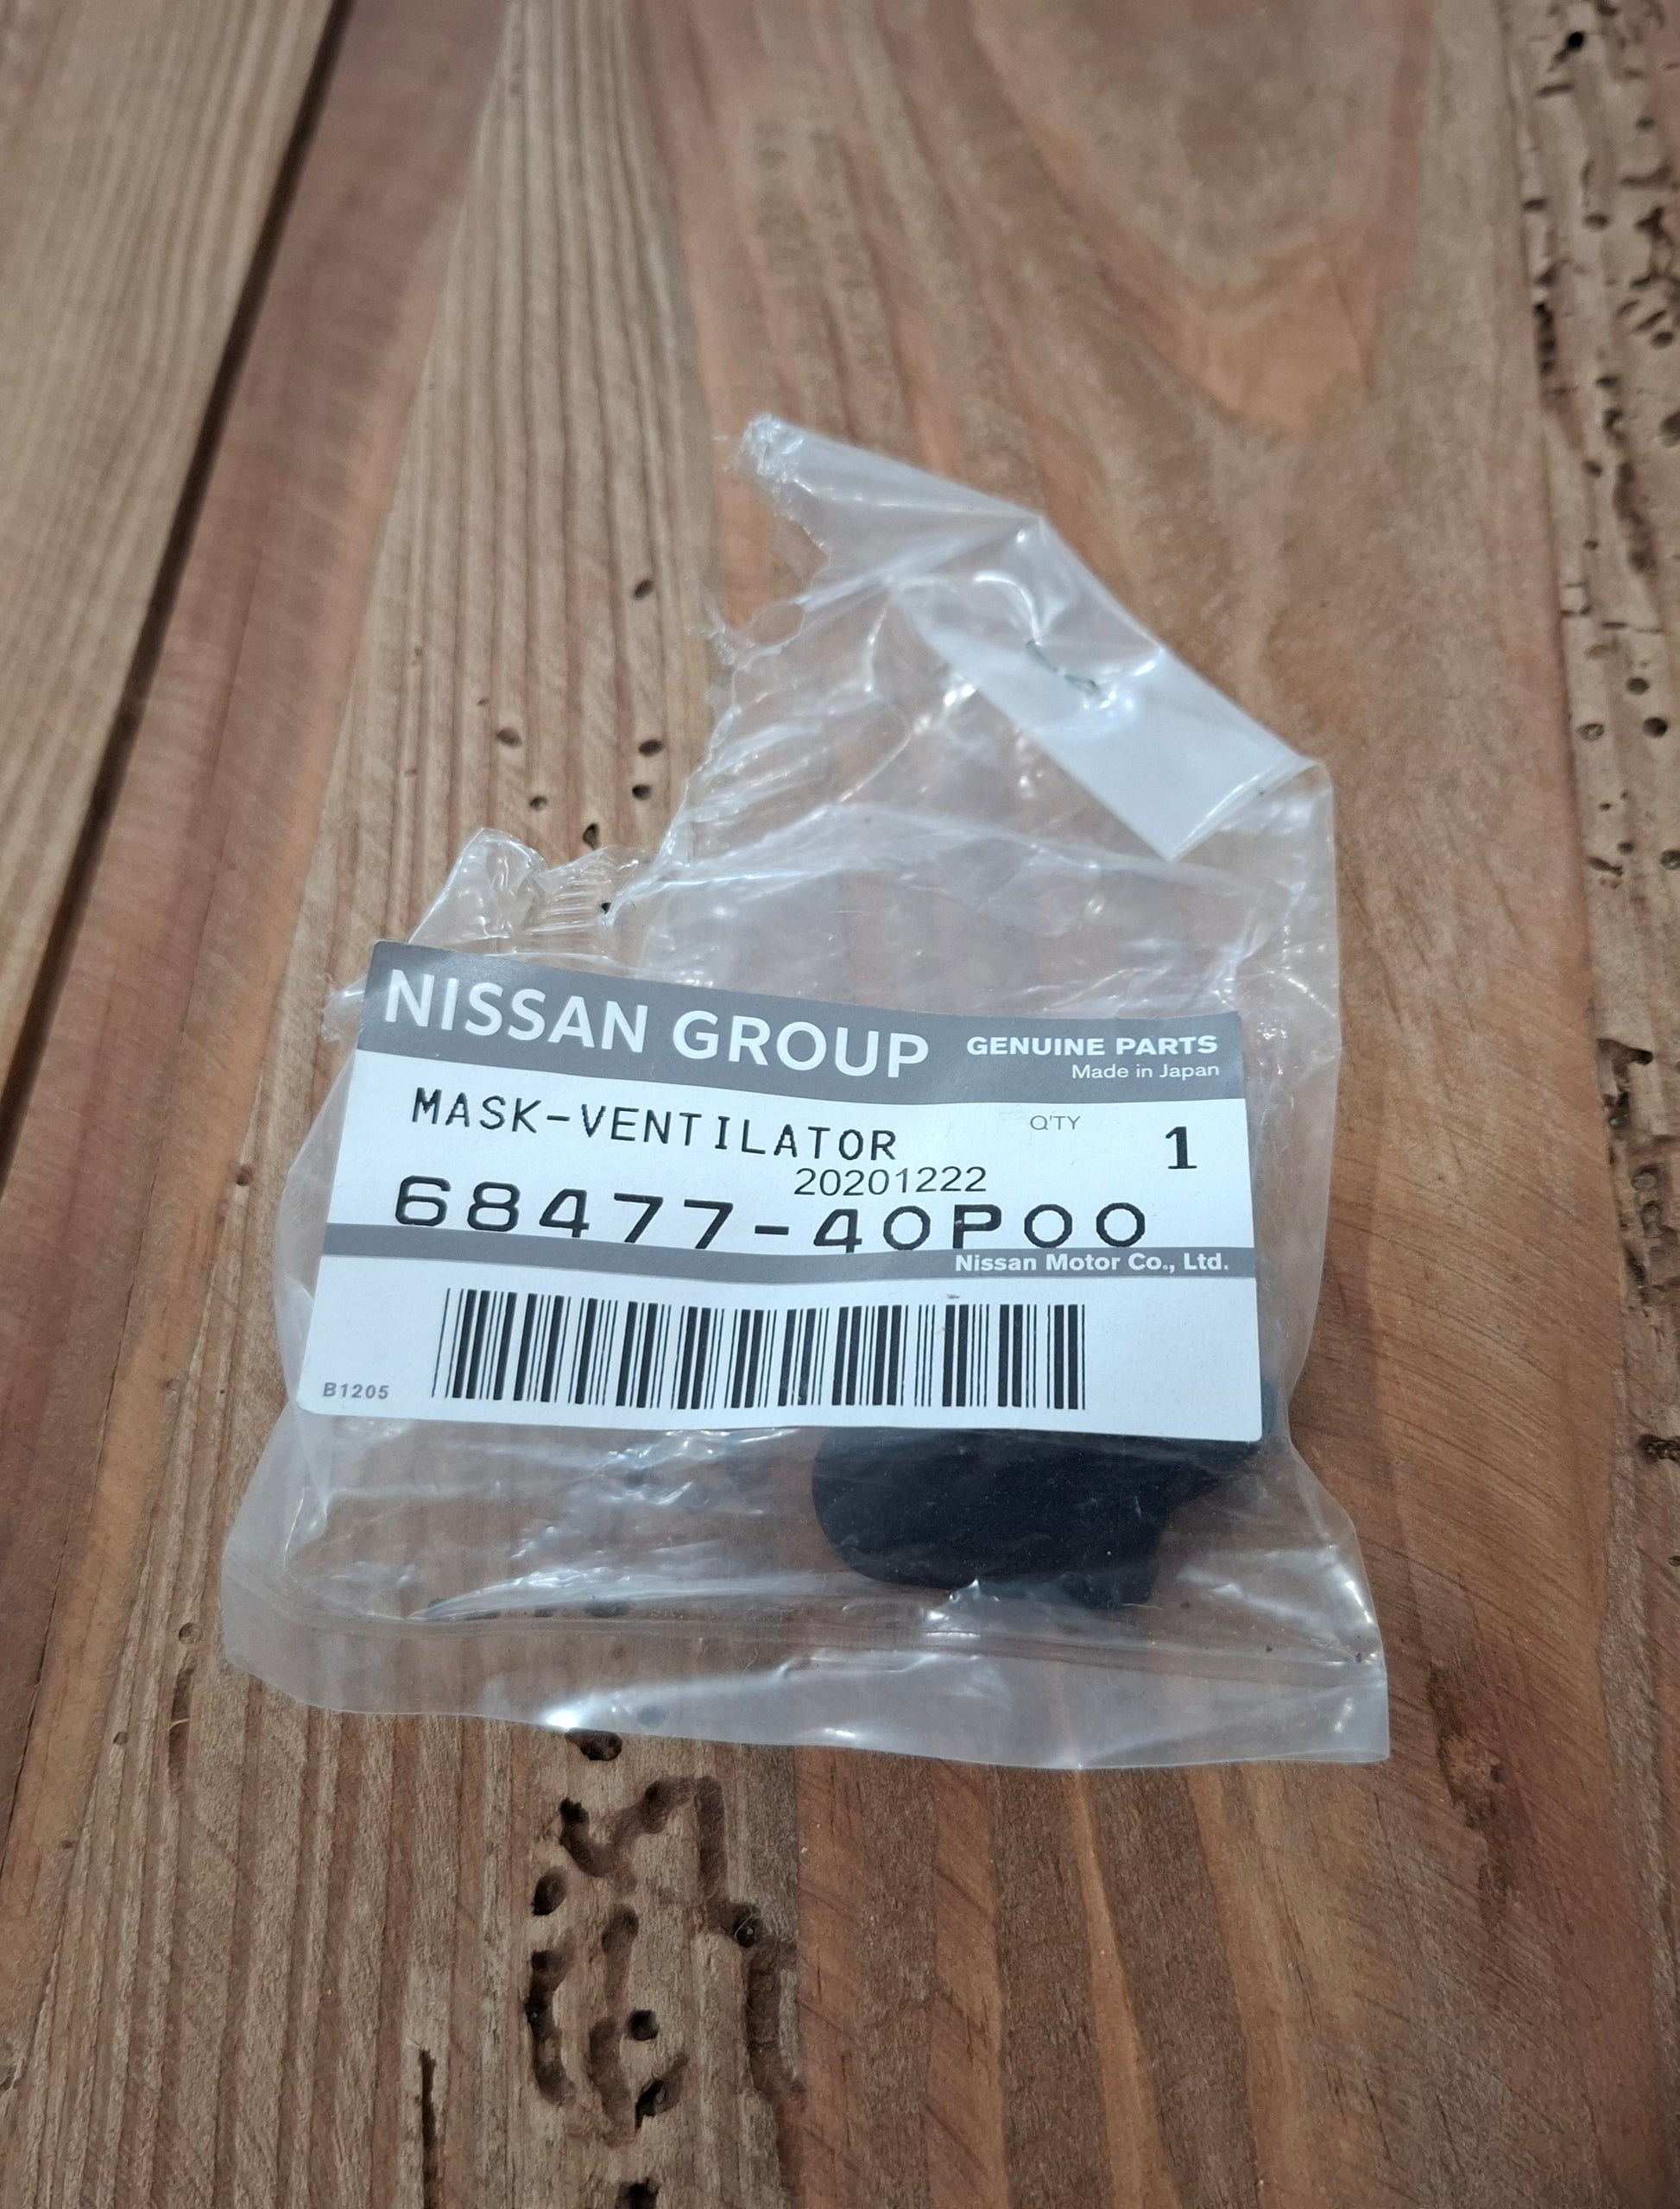 NISSAN GROUP GENUINE PARTS
Made in Japan
MASK-VENTILATOR Q'TY 1
20201222
68477-40P00
Nissan Motor Co., Ltd.
B1205